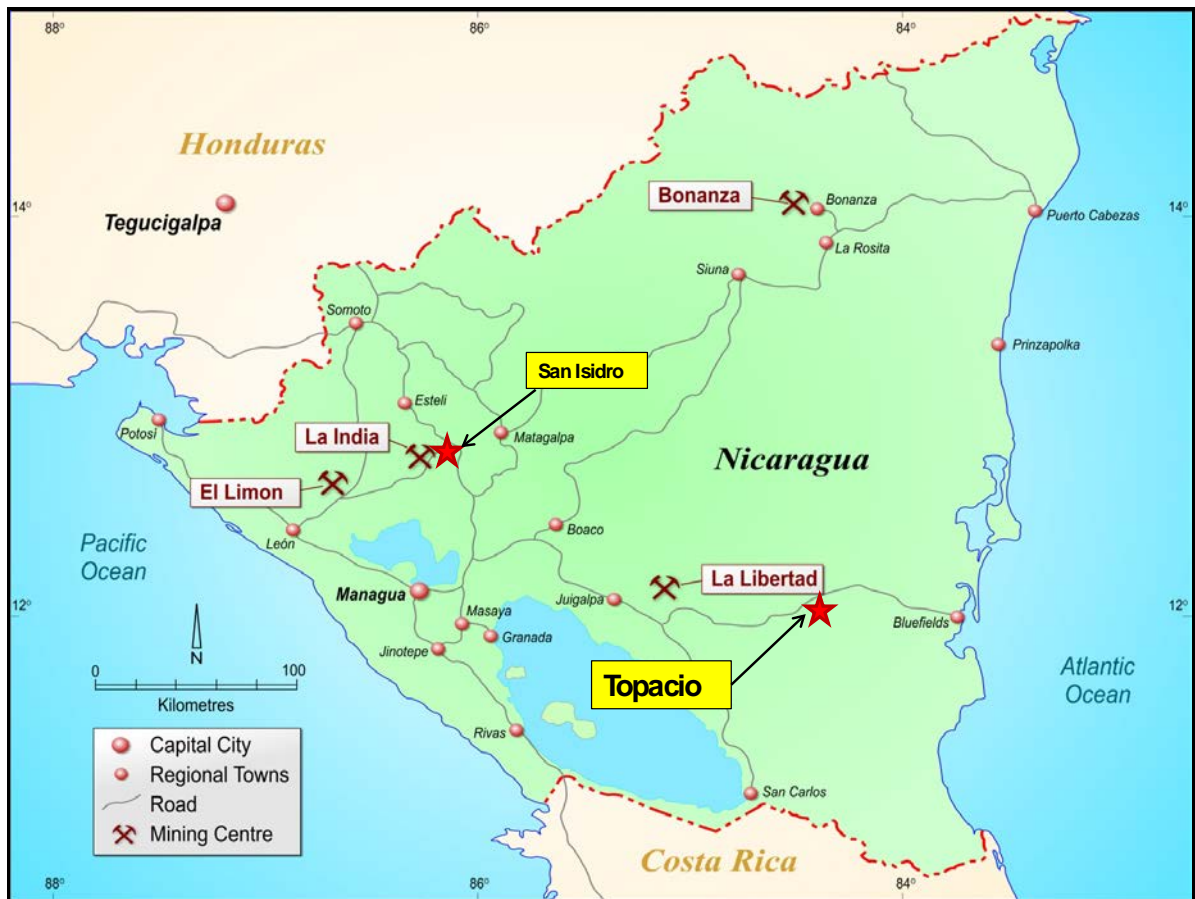 88°
86°
84°
Honduras
Tegucigalpa
14°
14°
Bonanza
Bonanza
Puerto Cabezas
La Rosita
Siuna
Somoto
Prinzapolka
San Isidro
Esteli
Potosi
La India
Matagalpa
Nicaragua
El Limon
León
Boaco
Pacific
Ocean
La Libertad
Managua
Juigalpa
12°
12°
Masaya
Granada
Bluefields
Jinotepe
N
0 100
Kilometres
Topacio
Atlantic
Ocean
Rivas
Capital City
Regional Towns
Road
Mining Centre
San Carlos
Costa Rica
88°
86°
84°